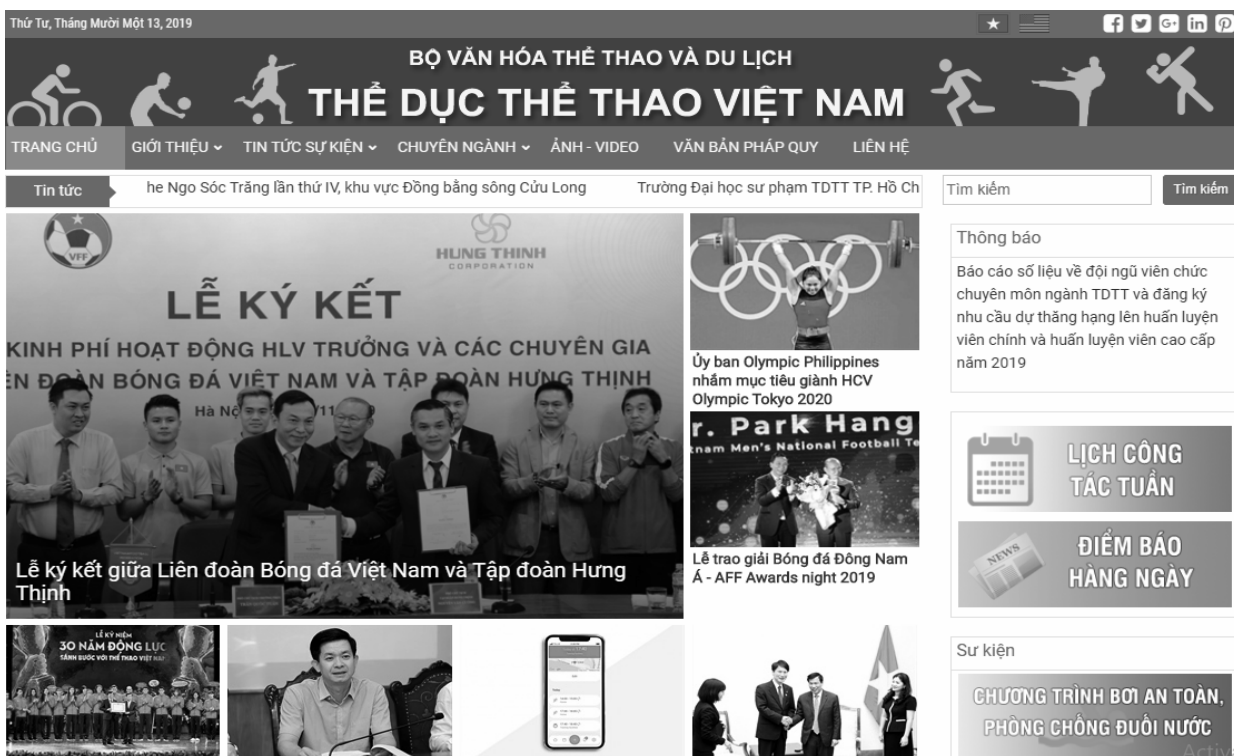 Thứ Tư, Tháng Mười Một 13, 2019
BỘ VĂN HÓA THỂ THAO VÀ DU LỊCH
THỂ DỤC THỂ THAO VIỆT NAM
TRANG CHỦ GIỚI THIỆU TIN TỨC SỰ KIỆN CHUYÊN NGÀNH ẢNH - VIDEO VĂN BẢN PHÁP QUY LIÊN HỆ
Tin tức he Ngo Sóc Trăng lần thứ IV, khu vực Đồng bằng sông Cửu Long Trường Đại học sư phạm TDTT TP. Hồ Ch
Tìm kiếm Tìm kiếm
VFF
HUNG THINH
CORPORATION
LỄ KÝ KẾT
KINH PHÍ HOẠT ĐỘNG HLV TRƯỞNG VÀ CÁC CHUYÊN GIA
ĐOÀN BÓNG ĐÁ VIỆT NAM VÀ TẬP ĐOÀN HƯNG THỊNH
Hà
Lễ ký kết giữa Liên đoàn Bóng đá Việt Nam và Tập đoàn Hưng
Thịnh
Ủy ban Olympic Philippines
nhắm mục tiêu giành HCV
Olympic Tokyo 2020
r. Park Hang
tnam Men's National Football Te
Lễ trao giải Bóng đá Đông Nam
Á - AFF Awards night 2019
Thông báo
Báo cáo số liệu về đội ngũ viên chức
chuyên môn ngành TDTT và đăng ký
nhu cầu dự thăng hạng lên huấn luyện
viên chính và huấn luyện viên cao cấp
năm 2019
LỊCH CÔNG
TÁC TUẦN
NEWS
ĐIỂM BÁO
HÀNG NGÀY
Sự kiện
CHƯƠNG TRÌNH BƠI AN TOÀN,
PHÒNG CHỐNG ĐUỐI NƯỚC
LỄ KỶ NIỆM
30 NĂM ĐỘNG LỰC
SÁNH BƯỚC VỚI THỂ THAO VIỆT NAM